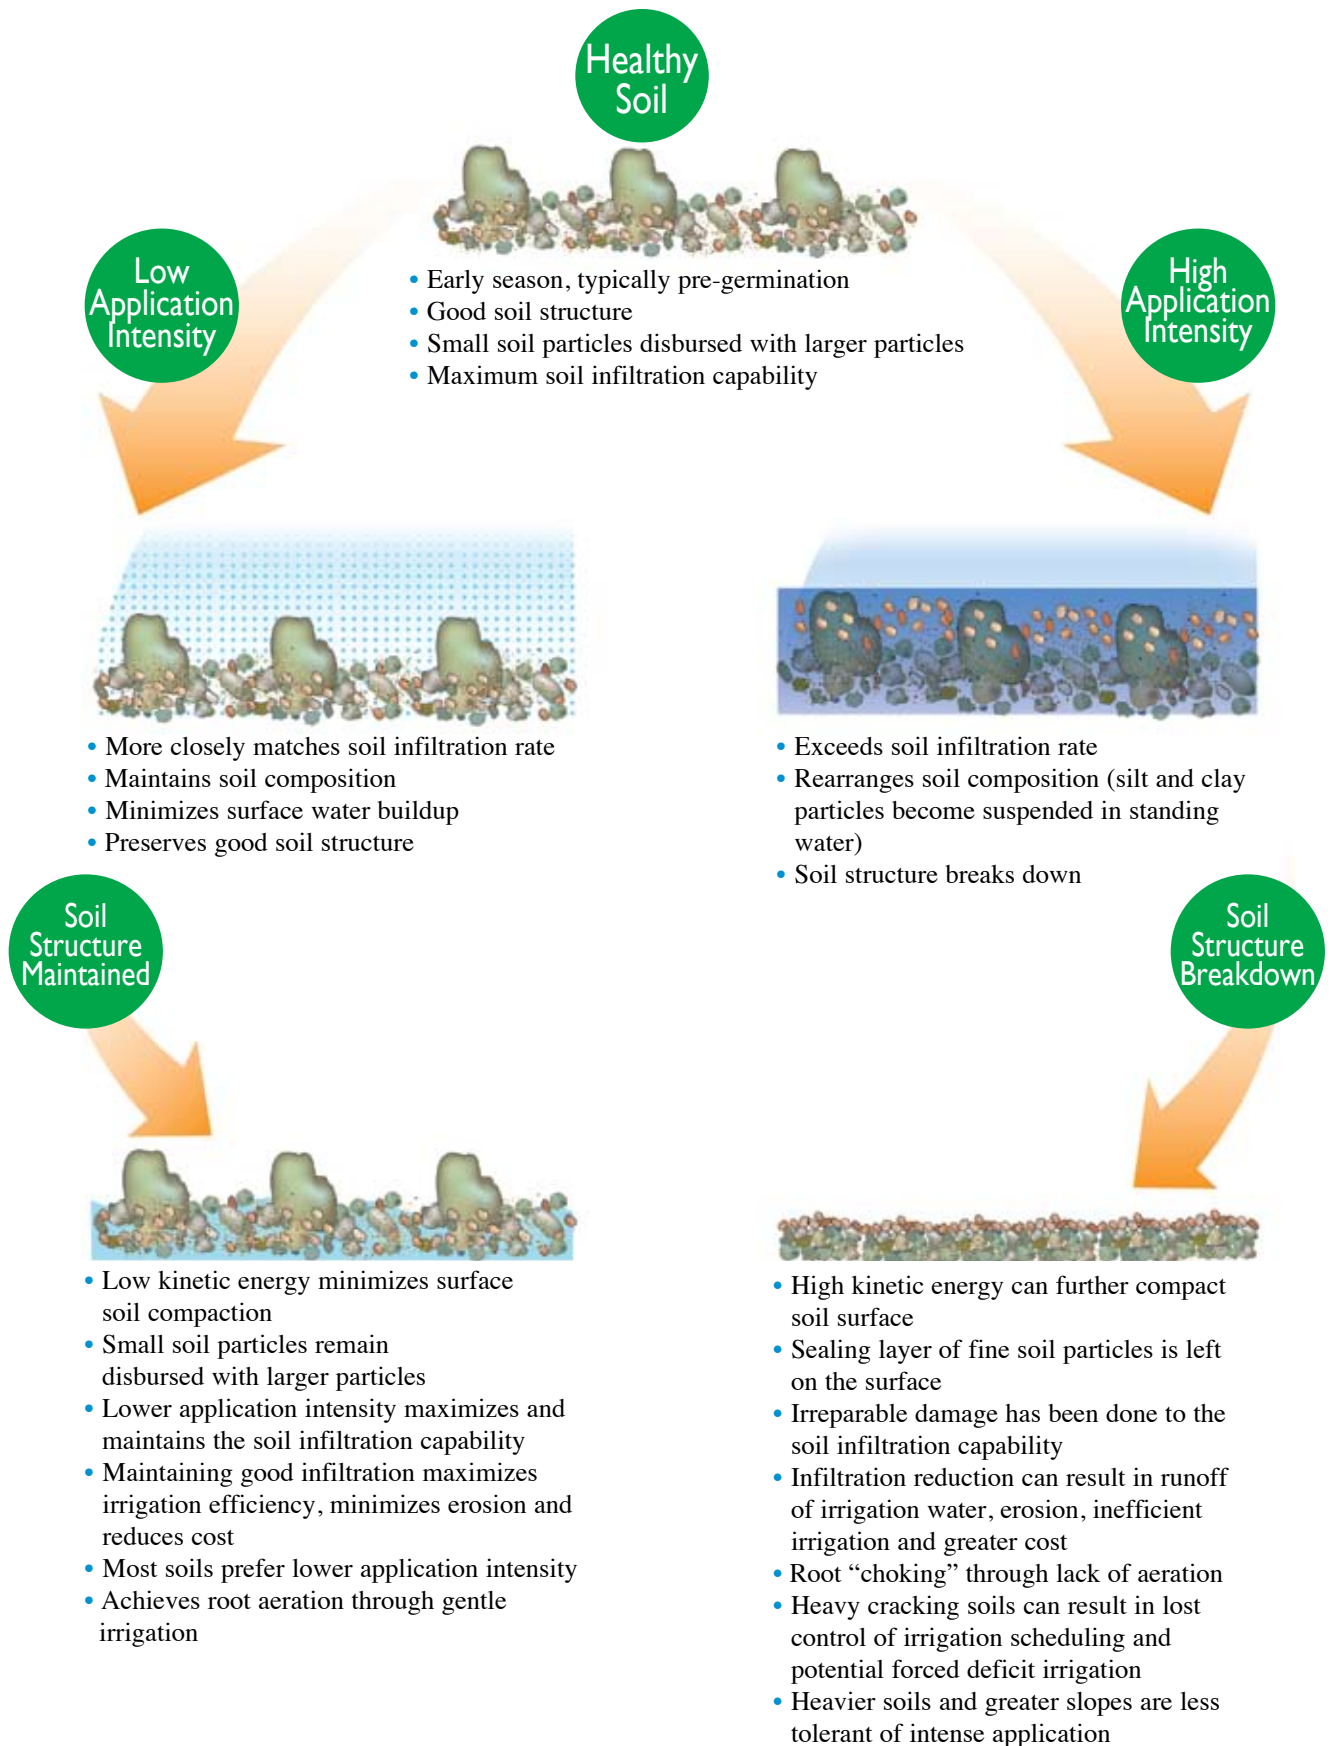 Healthy
Soil
• Early season, typically pre-germination
• Good soil structure
• Small soil particles disbursed with larger particles
• Maximum soil infiltration capability
Low
Application
Intensity
High
Application
Intensity
• More closely matches soil infiltration rate
• Maintains soil composition
• Minimizes surface water buildup
• Preserves good soil structure
• Exceeds soil infiltration rate
• Rearranges soil composition (silt and clay
particles become suspended in standing
water)
• Soil structure breaks down
Soil
Structure
Maintained
Soil
Structure
Breakdown
• Low kinetic energy minimizes surface
soil compaction
• Small soil particles remain
disbursed with larger particles
• Lower application intensity maximizes and
maintains the soil infiltration capability
• Maintaining good infiltration maximizes
irrigation efficiency, minimizes erosion and
reduces cost
• Most soils prefer lower application intensity
• Achieves root aeration through gentle
irrigation
• High kinetic energy can further compact
soil surface
• Sealing layer of fine soil particles is left
on the surface
• Irreparable damage has been done to the
soil infiltration capability
• Infiltration reduction can result in runoff
of irrigation water, erosion, inefficient
irrigation and greater cost
• Root “choking” through lack of aeration
• Heavy cracking soils can result in lost
control of irrigation scheduling and
potential forced deficit irrigation
• Heavier soils and greater slopes are less
tolerant of intense application